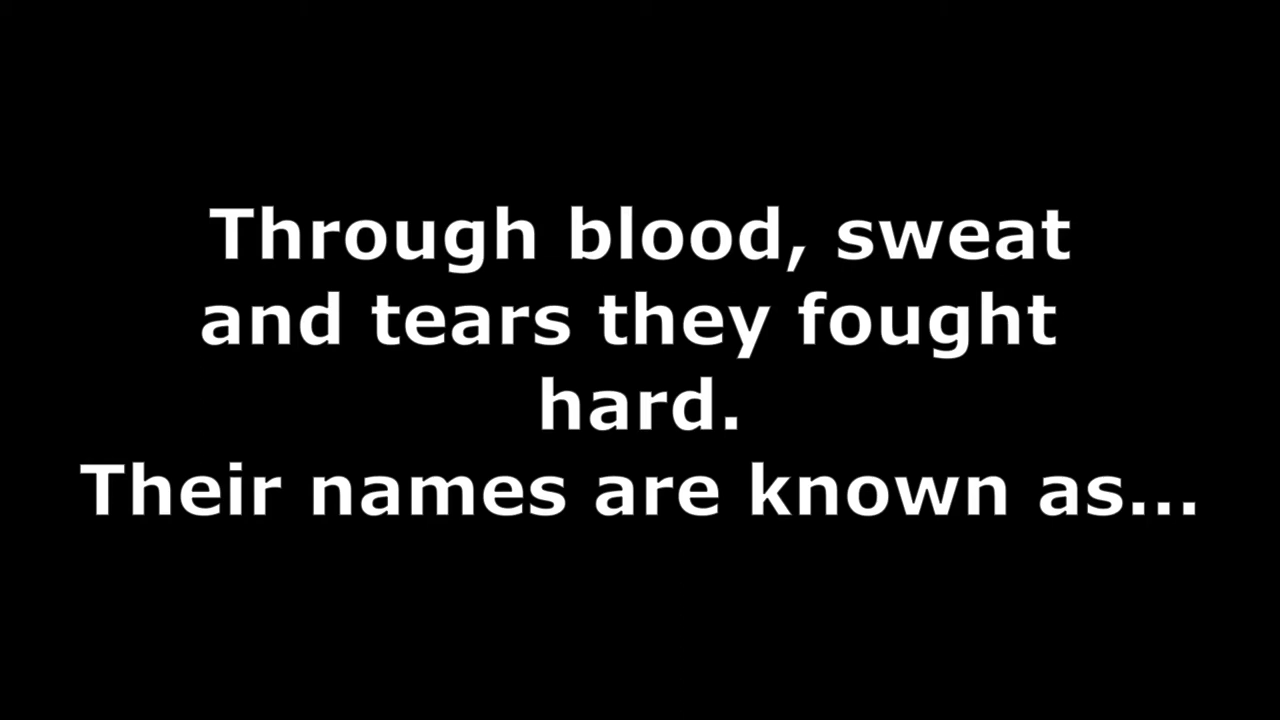 Through blood, sweat
and tears they fought
hard.
Their names are known as...